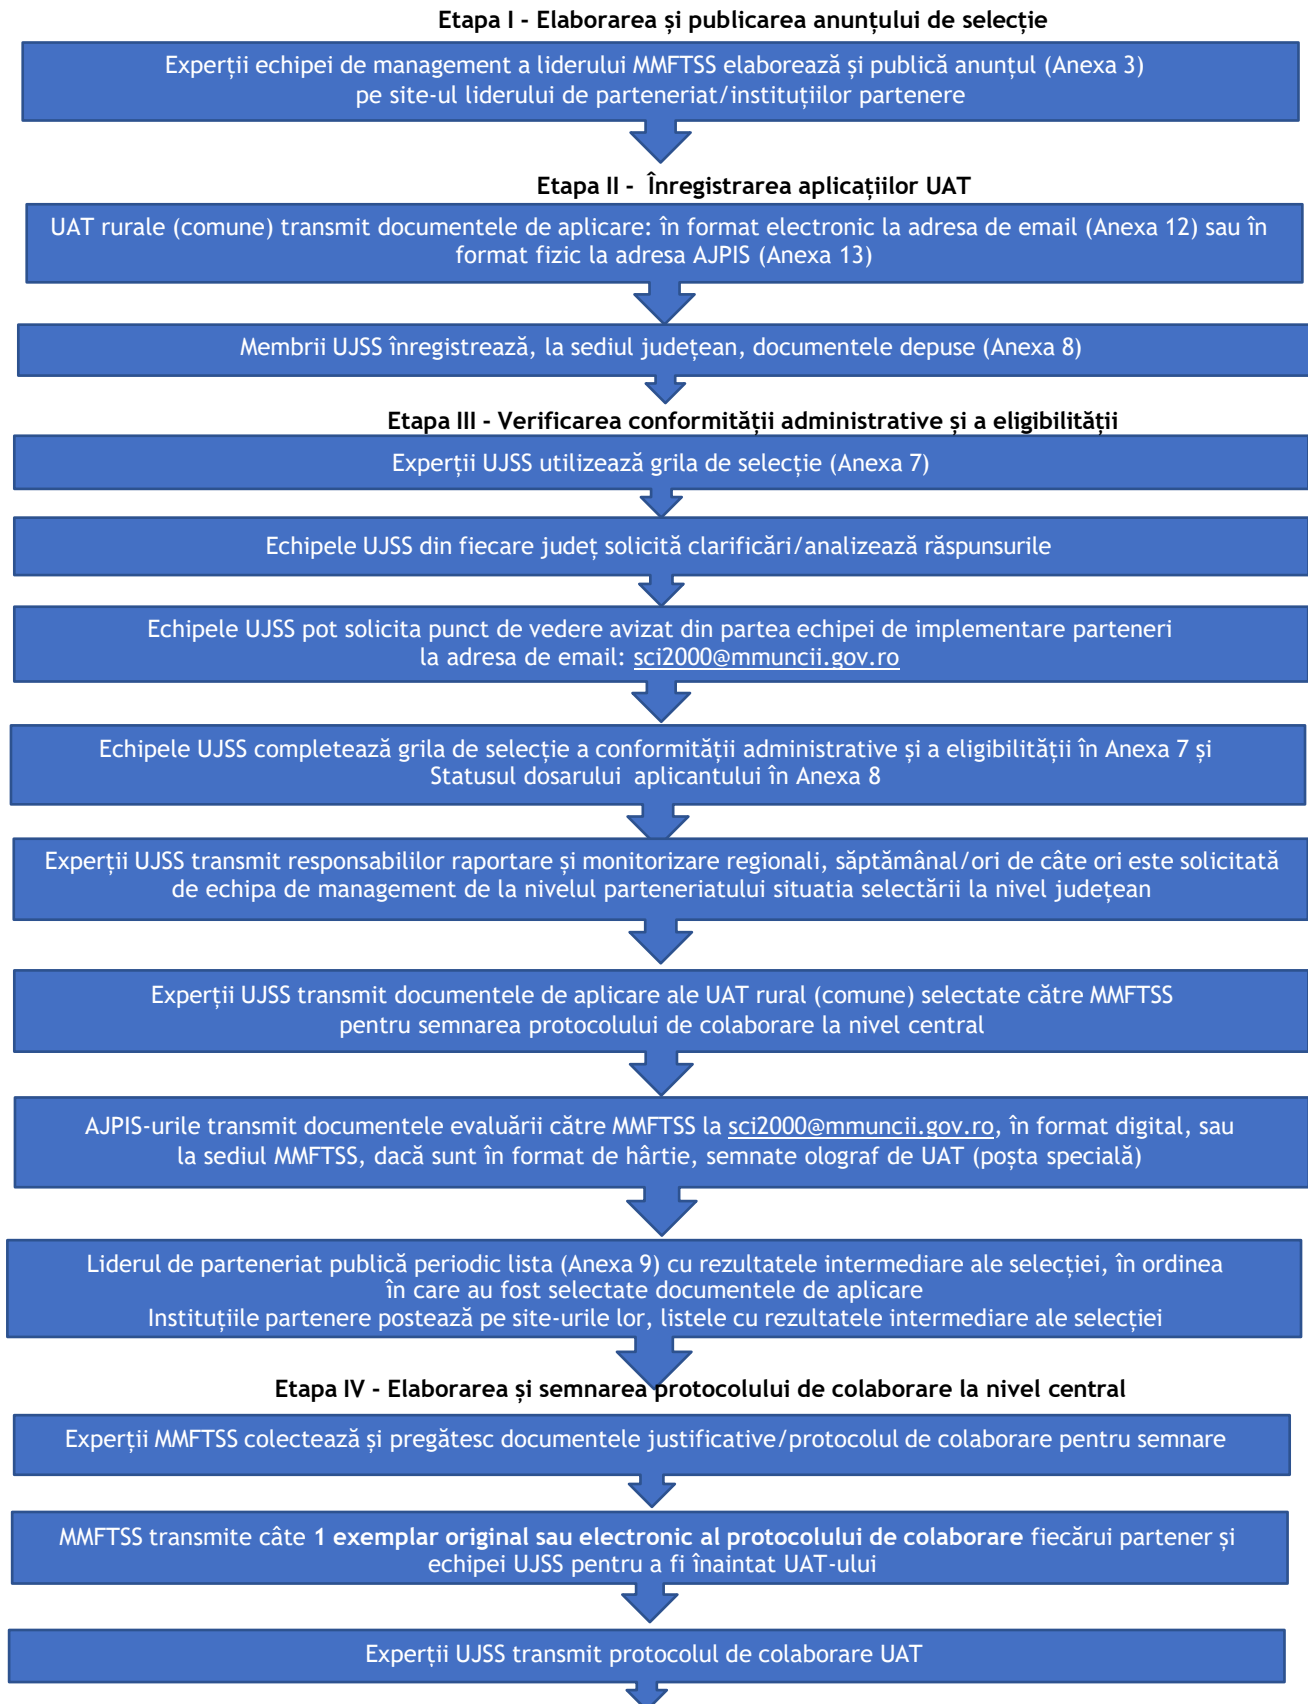 Etapa I - Elaborarea și publicarea anunțului de selecție
Experții echipei de management a liderului MMFTSS elaborează și publică anunțul (Anexa 3)
pe site-ul liderului de parteneriat/instituțiilor partenere
Etapa II - Înregistrarea aplicațiilor UAT
UAT rurale (comune) transmit documentele de aplicare: în format electronic la adresa de email (Anexa 12) sau în
format fizic la adresa AJPIS (Anexa 13)
Membrii UJSS înregistrează, la sediul județean, documentele depuse (Anexa 8)
Etapa III - Verificarea conformității administrative și a eligibilității
Experții UJSS utilizează grila de selecție (Anexa 7)
Echipele UJSS din fiecare județ solicită clarificări/analizează răspunsurile
Echipele UJSS pot solicita punct de vedere avizat din partea echipei de implementare parteneri
la adresa de email: sci2000@mmuncii.gov.ro
Echipele UJSS completează grila de selecție a conformității administrative și a eligibilității în Anexa 7 și
Statusul dosarului aplicantului în Anexa 8
Experții UJSS transmit responsabililor raportare și monitorizare regionali, săptămânal/ori de câte ori este solicitată
de echipa de management de la nivelul parteneriatului situatia selectării la nivel județean
Experții UJSS transmit documentele de aplicare ale UAT rural (comune) selectate către MMFTSS
pentru semnarea protocolului de colaborare la nivel central
AJPIS-urile transmit documentele evaluării către MMFTSS la sci2000@mmuncii.gov.ro, în format digital, sau
la sediul MMFTSS, dacă sunt în format de hârtie, semnate olograf de UAT (poșta specială)
Liderul de parteneriat publică periodic lista (Anexa 9) cu rezultatele intermediare ale selecției, în ordinea
în care au fost selectate documentele de aplicare
Instituțiile partenere postează pe site-urile lor, listele cu rezultatele intermediare ale selecției
Etapa IV - Elaborarea și semnarea protocolului de colaborare la nivel central
Experții MMFTSS colectează și pregătesc documentele justificative/protocolul de colaborare pentru semnare
MMFTSS transmite câte 1 exemplar original sau electronic al protocolului de colaborare fiecărui partener și
echipei UJSS pentru a fi înaintat UAT-ului
Experții UJSS transmit protocolul de colaborare UAT